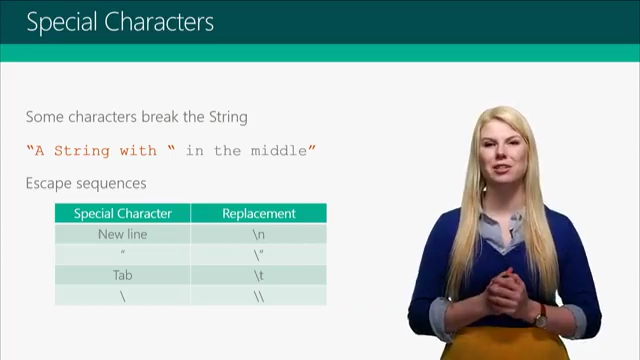 Special Characters
Some characters break the String
“A String with “ in the middle”
Escape sequences
Special Character Replacement
New line \n
“ \“
Tab \t
\ \\